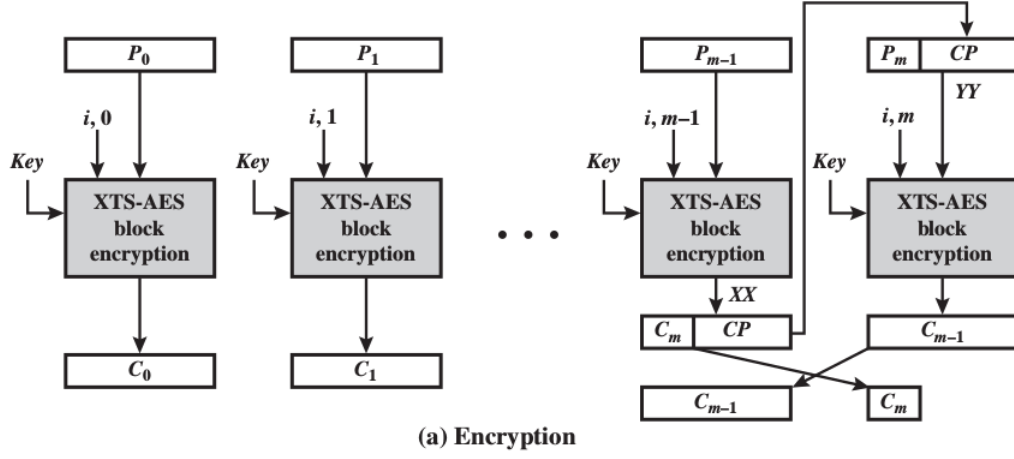 P0 P1 Pm−1 Pm CP
YY
i, 0 i, 1 i, m−1 i, m
Key Key Key Key
XTS-AES XTS-AES XTS-AES XTS-AES
block block block block
encryption encryption • • • encryption encryption
XX
Cm CP Cm−1
C0 C1
Cm−1 Cm
(a) Encryption